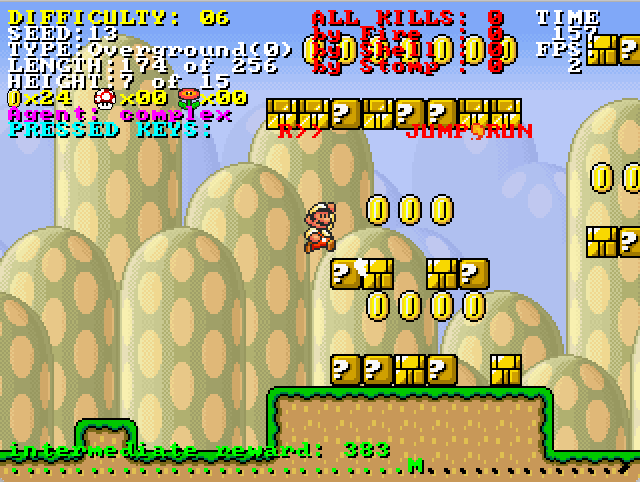 DIFFICULTY: 06
ALL KILLS: 0
TIME
SEED:13
by Fire : 0
157
TYPE:Overground(0)
by Shell : 0
FPS:
LENGTH:174 of 256
by Stomp : 0
2
HEIGHT:7 of 15
x24 x00 x00
Agent: complex
PRESSED KEYS: R>> JUMP RUN
? ? ?
?
? ?
? ? ?
intermediate reward: 383
M